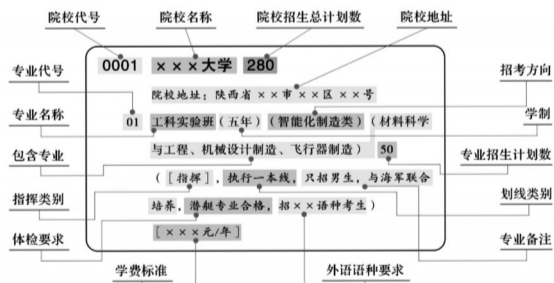 院校代号 院校名称 院校招生总计划数 院校地址
0001 ×××大学 280
专业代号 招考方向
院校地址：陕西省××市××区××号
专业名称 01 工科实验班（五年）（智能化制造类）（材料科学 学制
包含专业 与工程、机械设计制造、飞行器制造） 50 专业招生计划数
（[指挥]，执行一本线，只招男生，与海军联合
指挥类别 划线类别
培养，潜艇专业合格，招××语种考生）
体检要求 [×××元/年] 专业备注
学费标准 外语语种要求